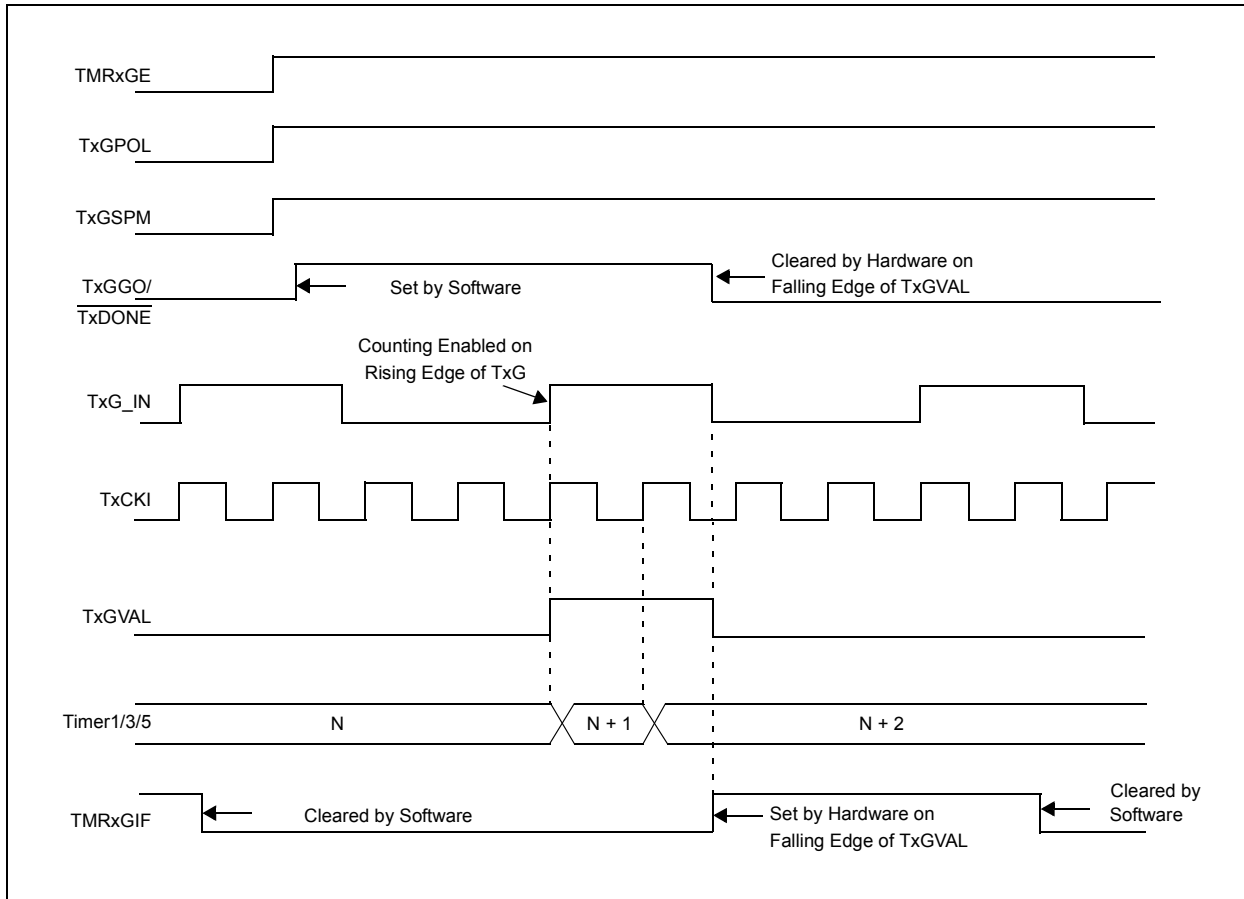 TMRxGE
TxGPOL
TxGSPM
TxGGO/
TxDONE
Set by Software
Cleared by Hardware on
Falling Edge of TxGVAL
Counting Enabled on
Rising Edge of TxG
TxG_IN
TxCKI
TxGVAL
Timer1/3/5
N
N + 1
N + 2
TMRxGIF
Cleared by Software
Set by Hardware on
Falling Edge of TxGVAL
Cleared by
Software